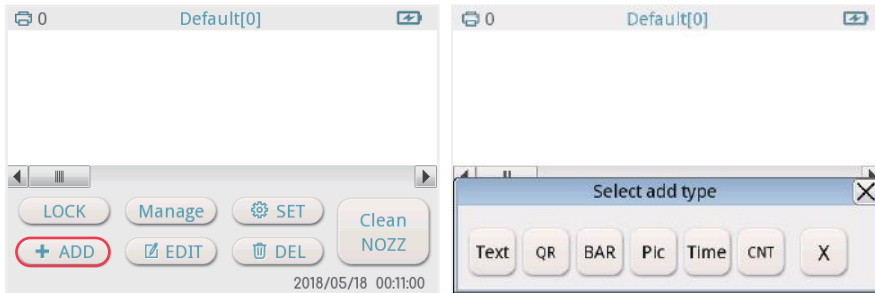 0 Default[0]
LOCK Manage SET Clean NOZZ
+ ADD EDIT DEL
2018/05/18 00:11:00
0 Default[0]
Select add type X
Text QR BAR Pic Time CNT X